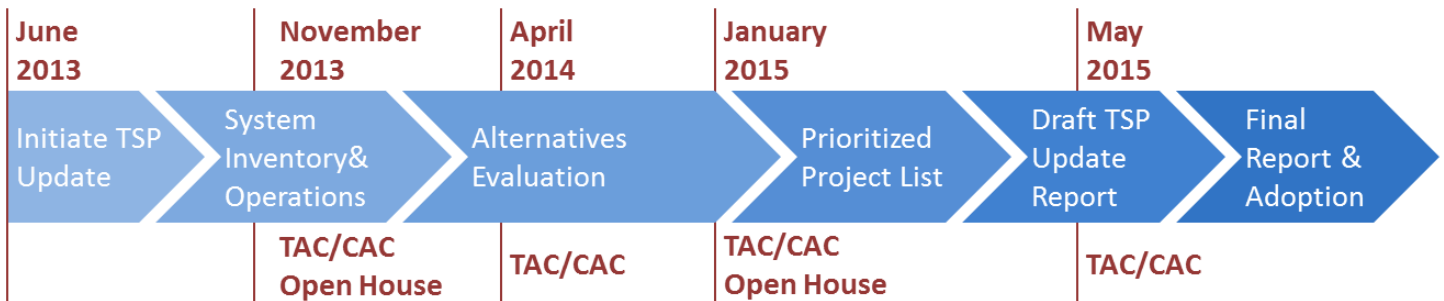 June
2013
November
2013
April
2014
January
2015
May
2015
Initiate TSP
Update
System
Inventory&
Operations
Alternatives
Evaluation
Prioritized
Project List
Draft TSP
Update
Report
Final
Report &
Adoption
TAC/CAC
Open House
TAC/CAC
TAC/CAC
Open House
TAC/CAC